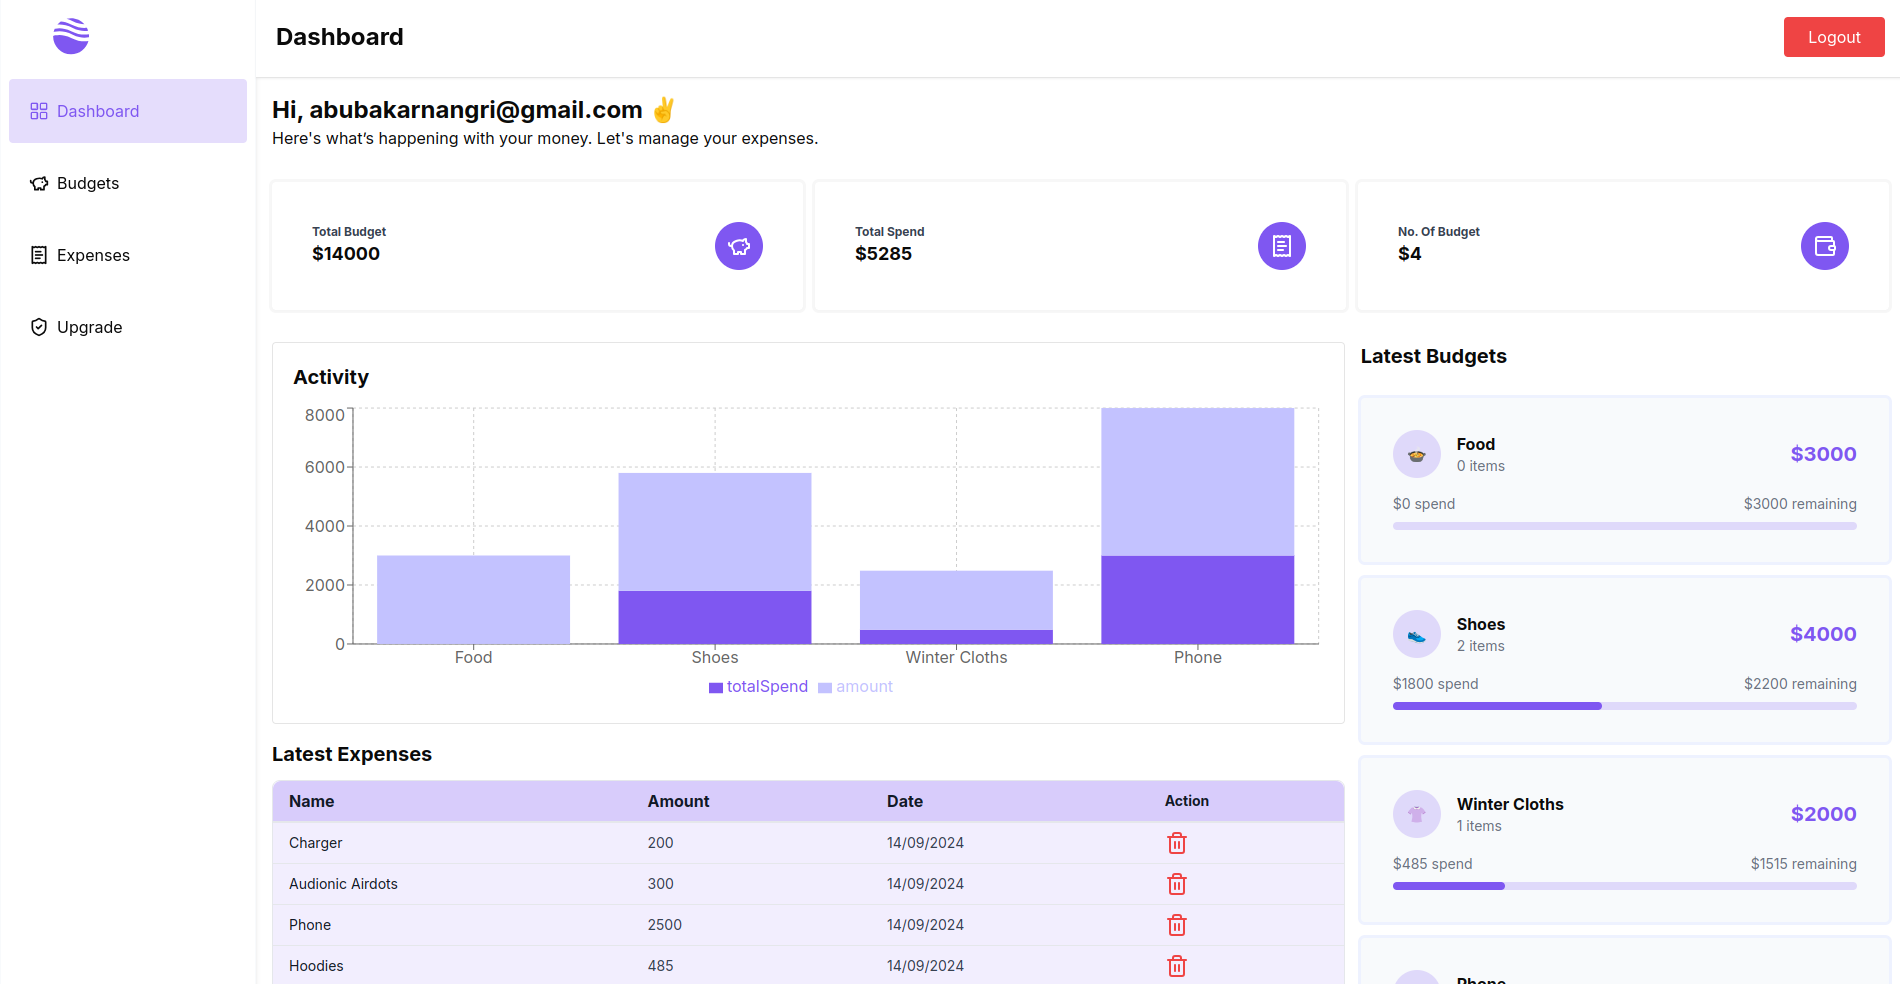 Dashboard
Logout
Dashboard
Budgets
Expenses
Upgrade
Hi, abubakarnangri@gmail.com ✌️
Here's what’s happening with your money. Let's manage your expenses.
Total Budget
$14000
Total Spend
$5285
No. Of Budget
$4
Activity
8000
6000
4000
2000
0
Food Shoes Winter Cloths Phone
totalSpend amount
Latest Expenses
Name Amount Date Action
Charger 200 14/09/2024
Audionic Airdots 300 14/09/2024
Phone 2500 14/09/2024
Hoodies 485 14/09/2024
Latest Budgets
Food
0 items
$3000
$0 spend $3000 remaining
Shoes
2 items
$4000
$1800 spend $2200 remaining
Winter Cloths
1 items
$2000
$485 spend $1515 remaining
Phone